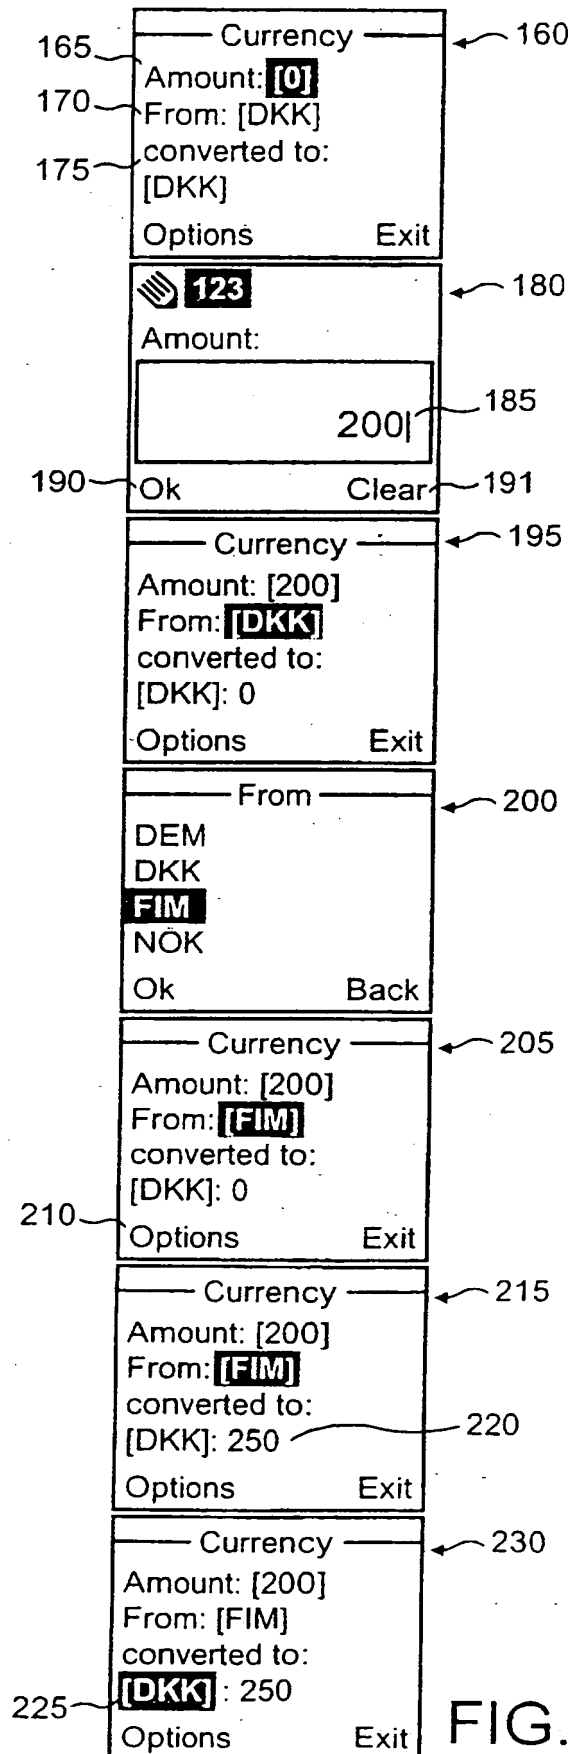 Currency 160
165 Amount: [0]
170 From: [DKK]
175 converted to:
[DKK]
Options Exit
123 180
Amount:
200 185
190 Ok Clear 191
Currency 195
Amount: [200]
From: [DKK]
converted to:
[DKK]: 0
Options Exit
From 200
DEM
DKK
FIM
NOK
Ok Back
Currency 205
Amount: [200]
From: [FIM]
converted to:
[DKK]: 0
210 Options Exit
Currency 215
Amount: [200]
From: [FIM]
converted to:
[DKK]: 250 220
Options Exit
Currency 230
Amount: [200]
From: [FIM]
converted to:
225 [DKK] : 250
Options Exit
FIG.